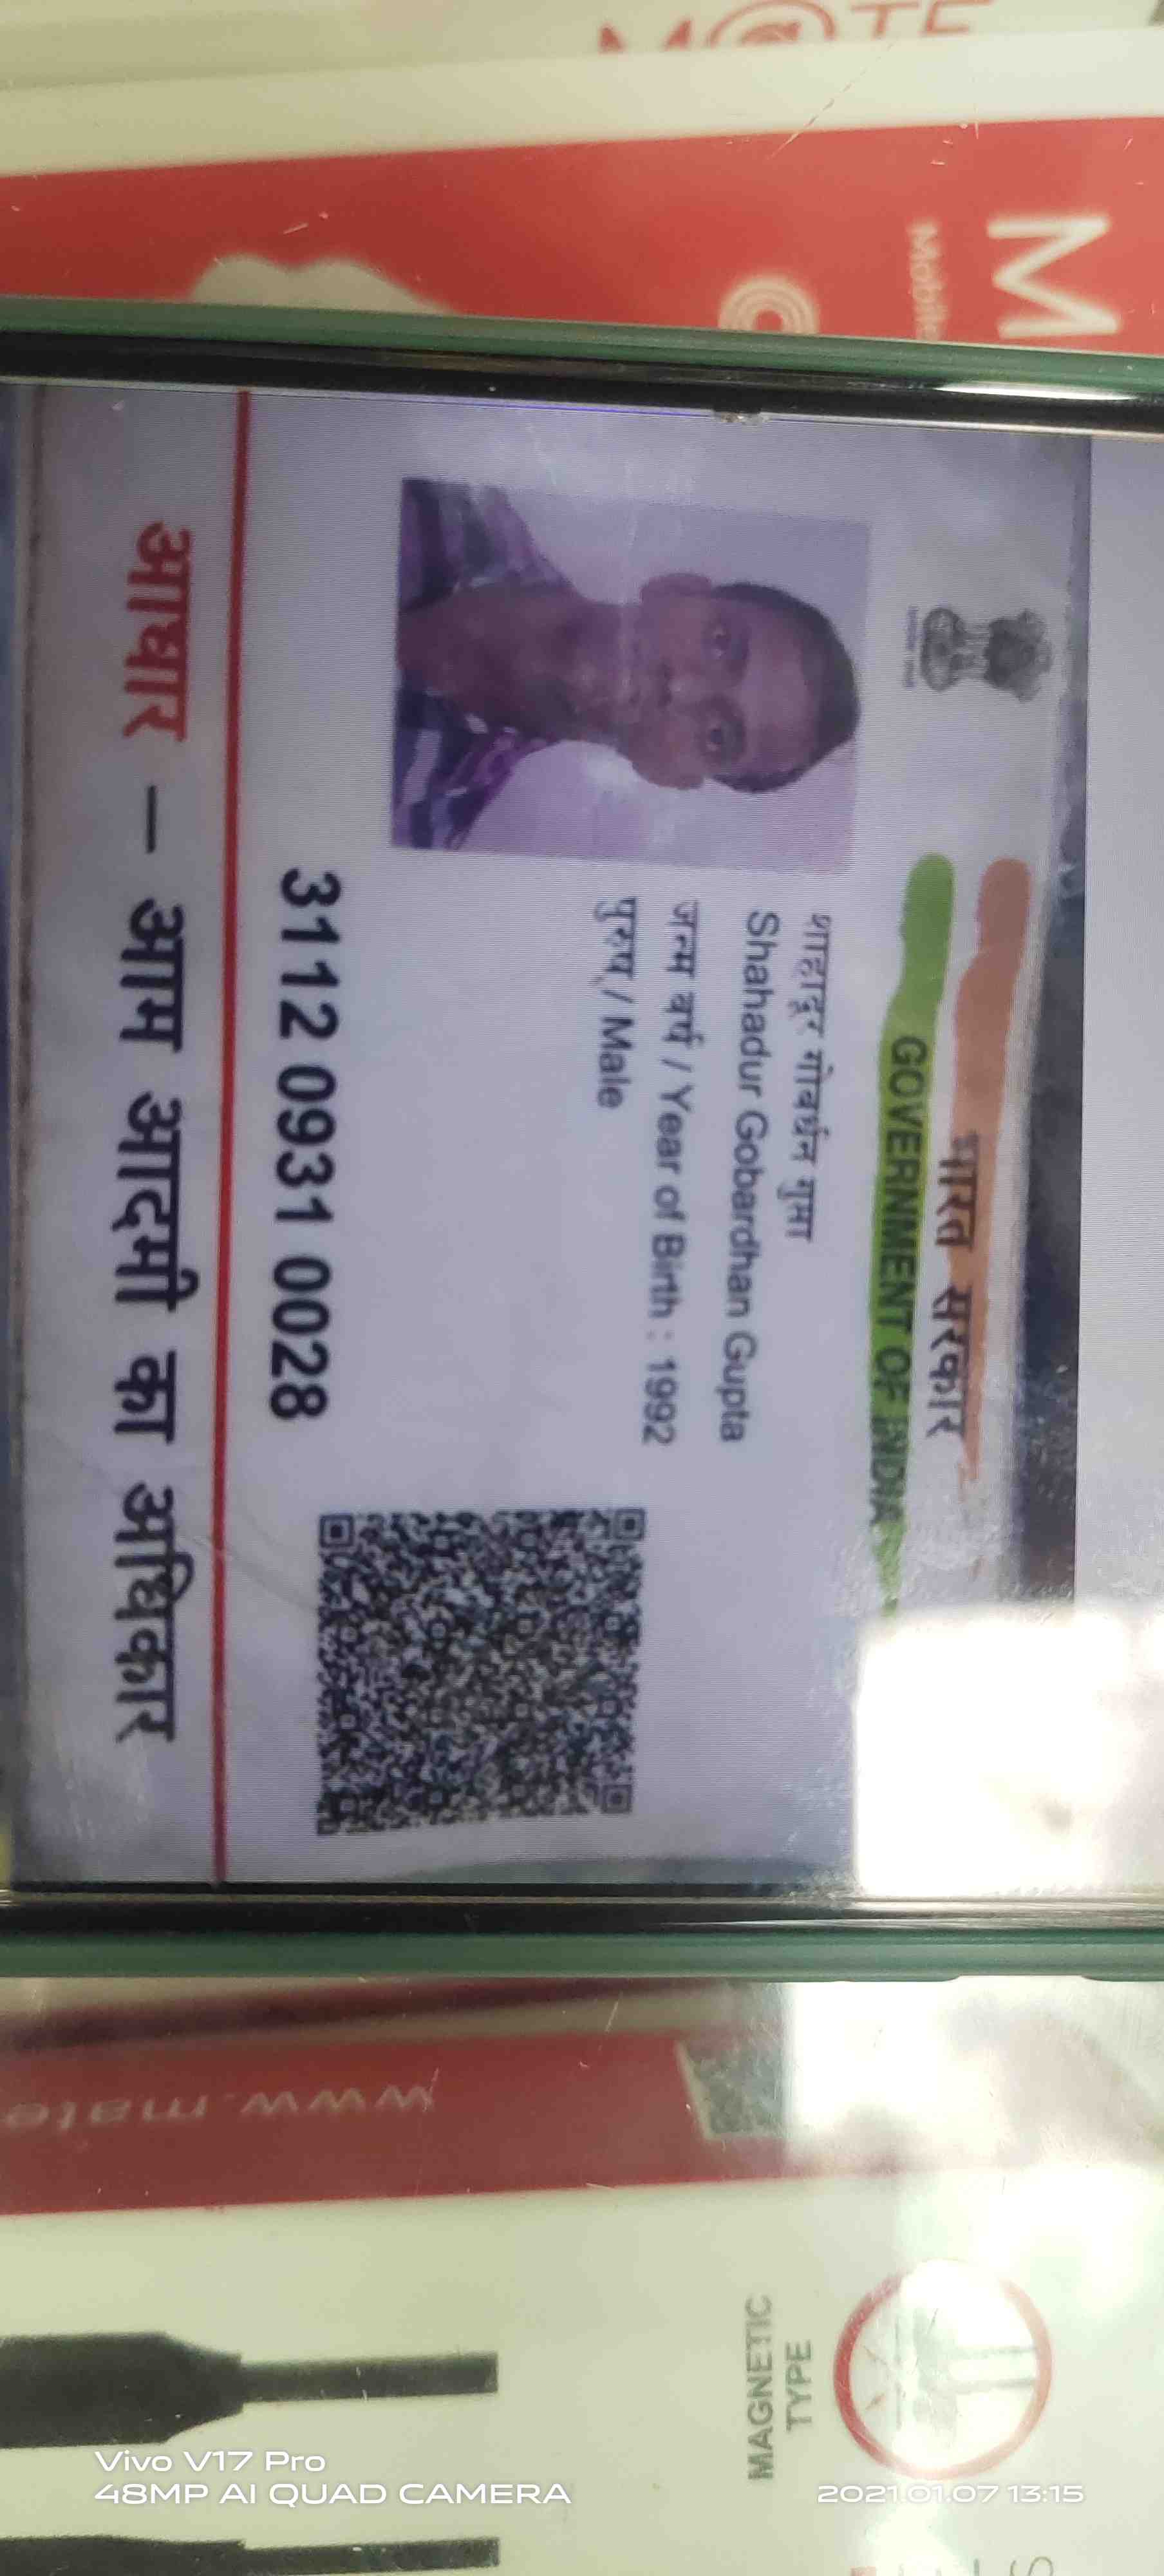 M@TE
M
Mobile
भारत सरकार
GOVERNMENT OF INDIA
शाहादूर गोबर्धन गुप्ता
Shahadur Gobardhan Gupta
जन्म वर्ष / Year of Birth : 1992
पुरुष / Male
3112 0931 0028
आधार – आम आदमी का अधिकार
www.mate
MAGNETIC
TYPE
Vivo V17 Pro
48MP AI QUAD CAMERA
2021.01.07 13:15